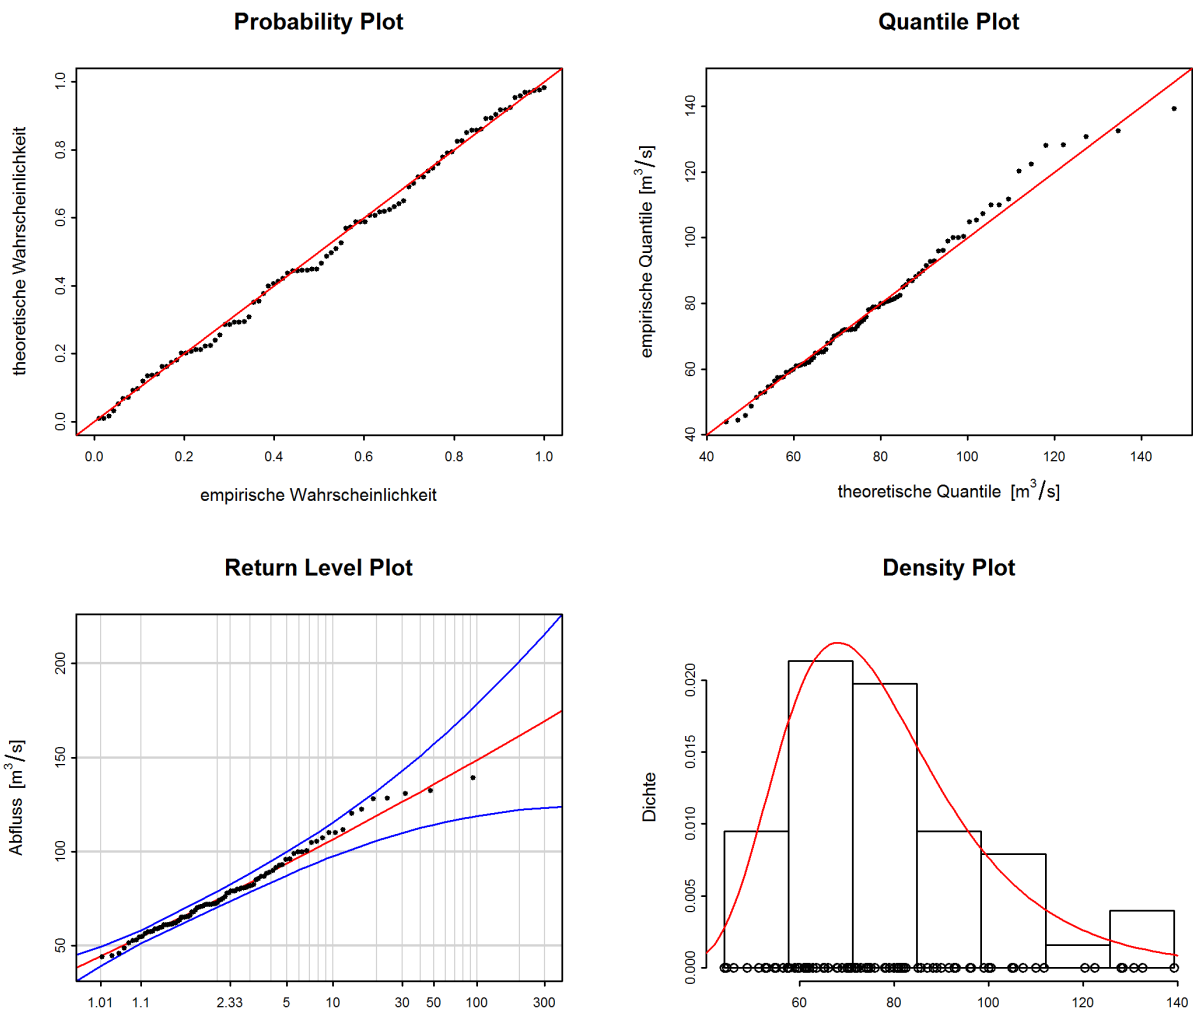 Probability Plot
theoretische Wahrscheinlichkeit
0.0 0.2 0.4 0.6 0.8 1.0
0.0 0.2 0.4 0.6 0.8 1.0
empirische Wahrscheinlichkeit
Quantile Plot
empirische Quantile [m³/s]
40 60 80 100 120 140
40 60 80 100 120 140
theoretische Quantile [m³/s]
Return Level Plot
Abfluss [m³/s]
50 100 150 200
1.01 1.1 2.33 5 10 30 50 100 300
Density Plot
Dichte
0.000 0.005 0.010 0.015 0.020
60 80 100 120 140